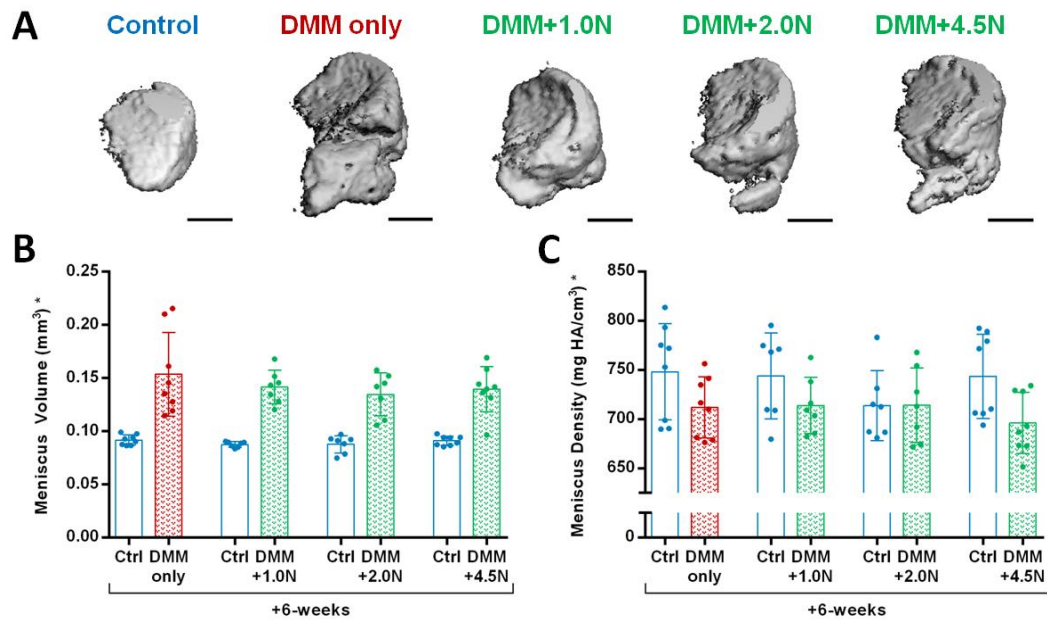 A
Control DMM only DMM+1.0N DMM+2.0N DMM+4.5N
B
Meniscus Volume (mm³) *
0.25
0.20
0.15
0.10
0.05
0.00
Ctrl DMM Ctrl DMM Ctrl DMM Ctrl DMM
only +1.0N +2.0N +4.5N
+6-weeks
C
Meniscus Density (mg HA/cm³) *
850
800
750
700
650
0
Ctrl DMM Ctrl DMM Ctrl DMM Ctrl DMM
only +1.0N +2.0N +4.5N
+6-weeks